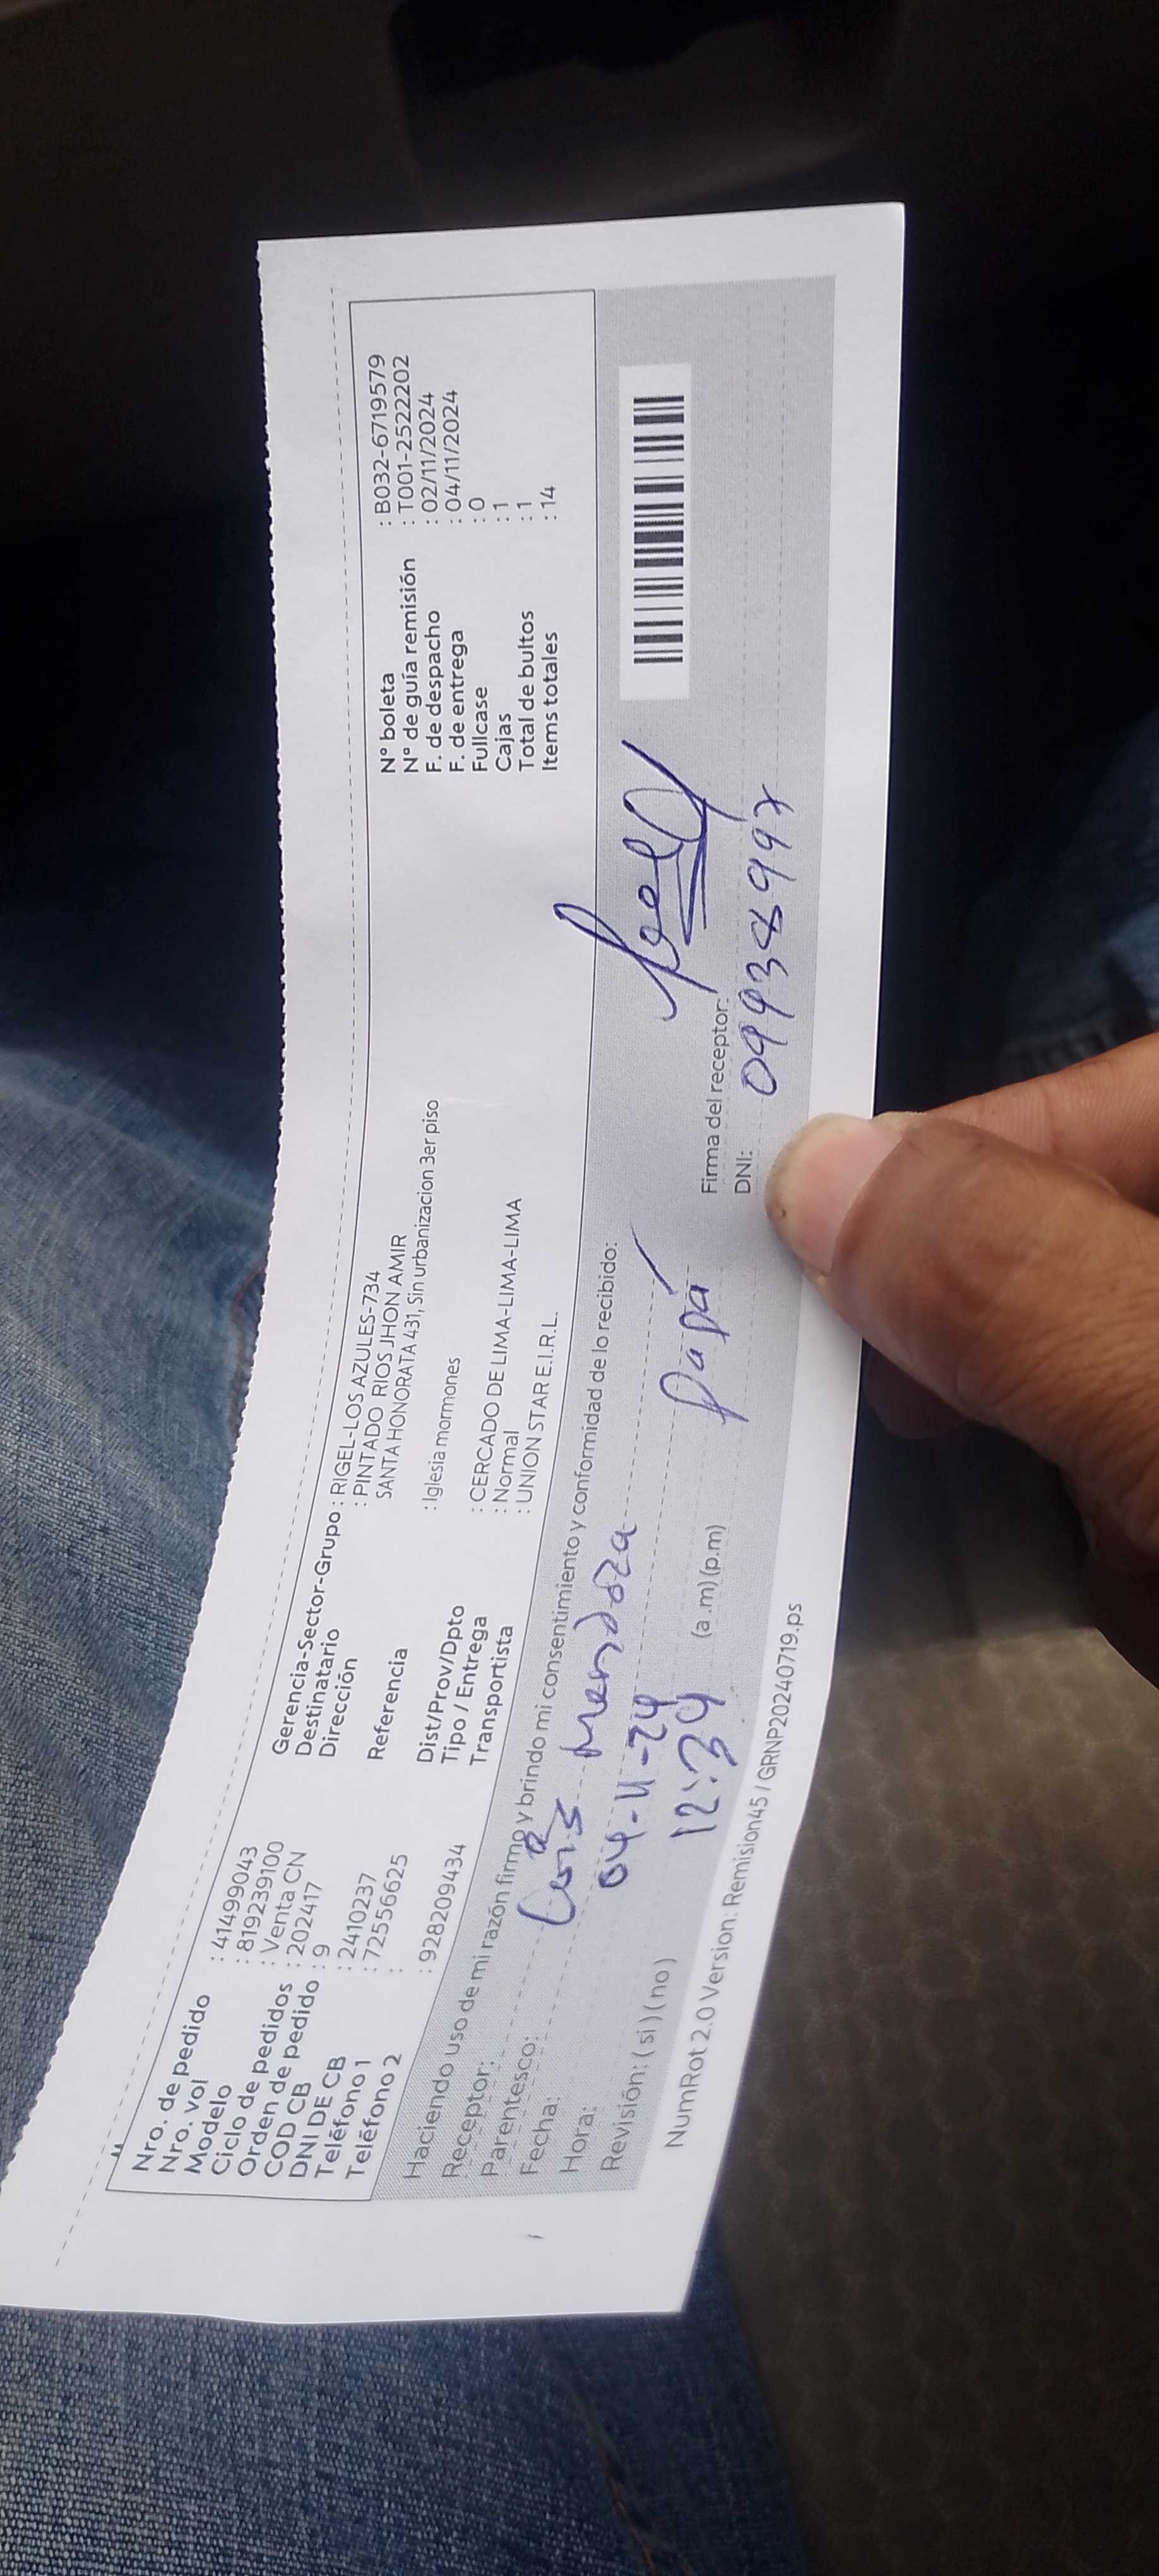 Nro. de pedido : 41499043
Nro. vol : 819239100
Modelo : Venta CN
Ciclo de pedidos : 202417
Orden de pedido : 9
COD CB : 2410237
DNI DE CB : 72556625
Teléfono 1 :
Teléfono 2 : 928209434
Gerencia-Sector-Grupo : RIGEL-LOS AZULES-734
Destinatario : PINTADO RIOS JHON AMIR
Dirección SANTA HONORATA 431, Sin urbanizacion 3er piso
Referencia : Iglesia mormones
Dist/Prov/Dpto : CERCADO DE LIMA-LIMA-LIMA
Tipo / Entrega : Normal
Transportista : UNION STAR E.I.R.L.
N° boleta : B032-6719579
N° de guía remisión : T001-2522202
F. de despacho : 02/11/2024
F. de entrega : 04/11/2024
Fullcase : 0
Cajas : 1
Total de bultos : 1
Items totales : 14
Haciendo uso de mi razón firmo y brindo mi consentimiento y conformidad de lo recibido:
Receptor: Luis Mendoza
Parentesco: Papá
Fecha: 04-11-24
Hora: 12:34 (a.m) (p.m)
Revisión: (si) (no)
Firma del receptor:
DNI:
NumRot 2.0 Version: Remision45 / GRNP20240719.ps